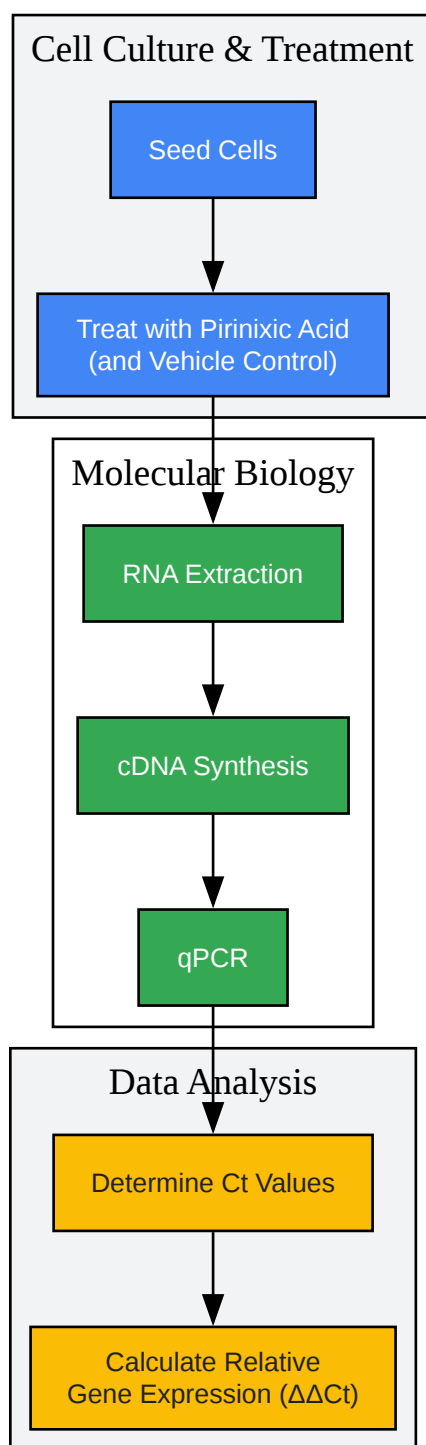 Cell Culture & Treatment
Seed Cells
Treat with Pirinixic Acid
(and Vehicle Control)
Molecular Biology
RNA Extraction
cDNA Synthesis
qPCR
Data Analysis
Determine Ct Values
Calculate Relative
Gene Expression (ΔΔCt)